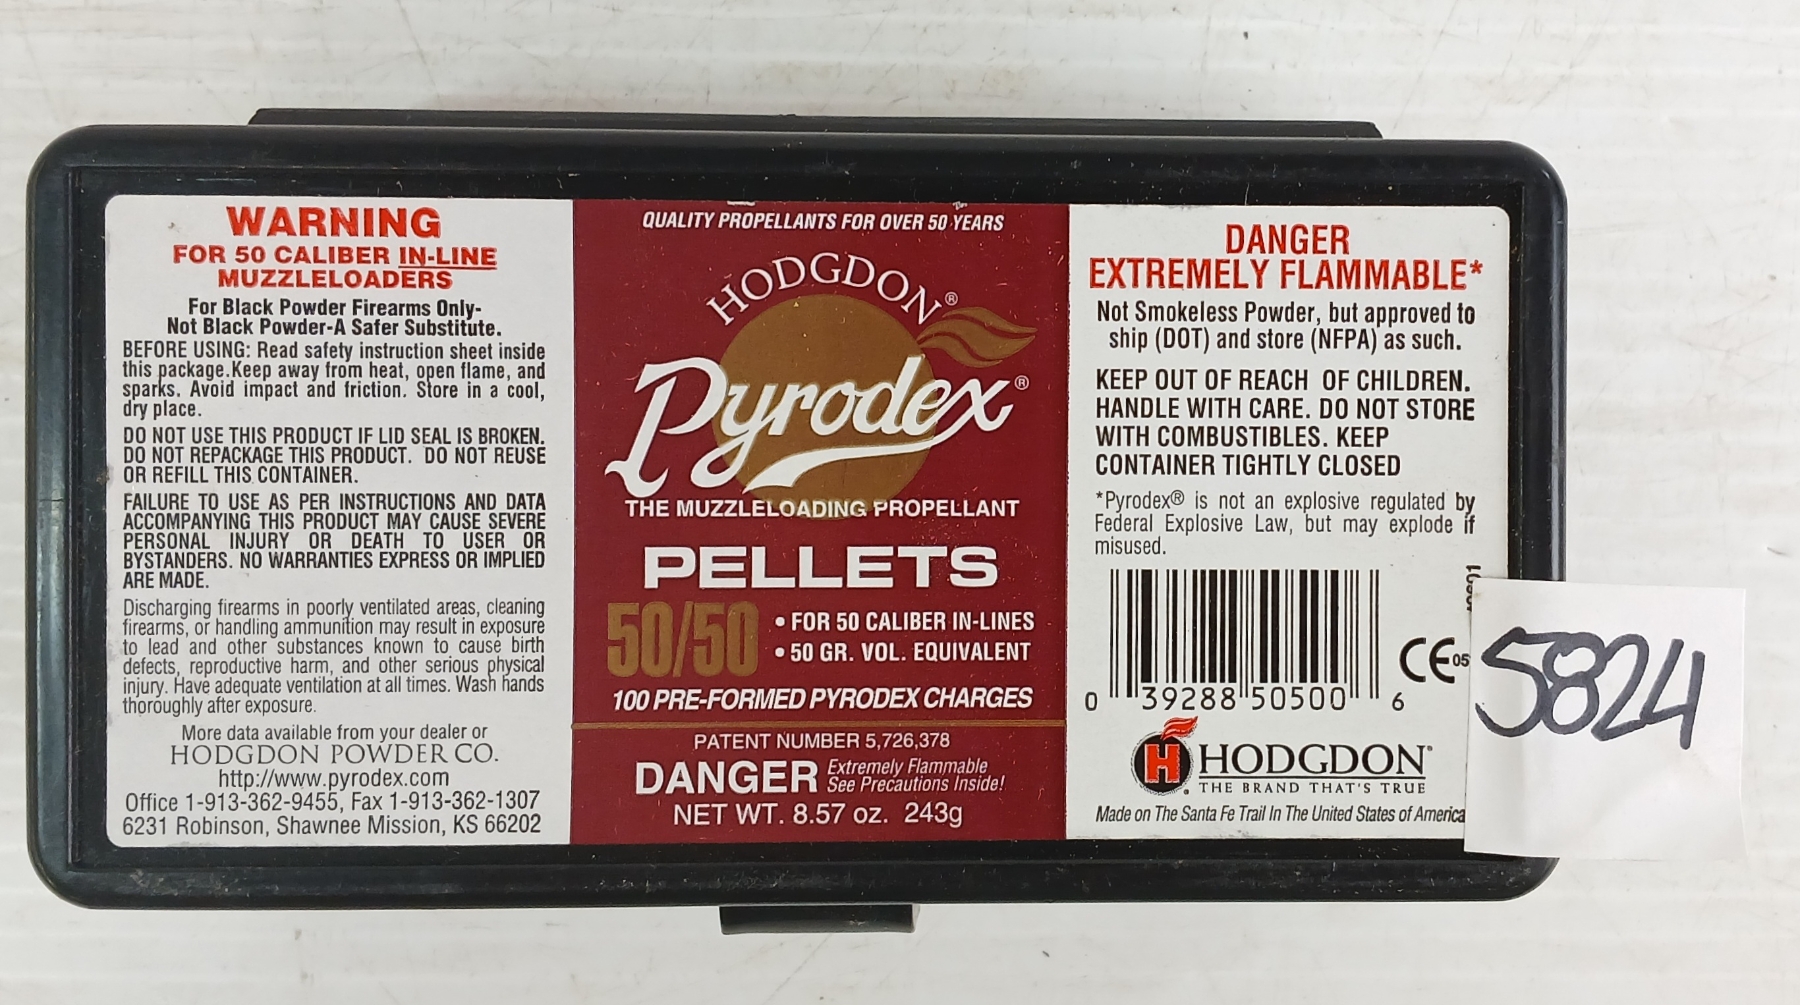 WARNING
FOR 50 CALIBER IN-LINE
MUZZLELOADERS
For Black Powder Firearms Only-
Not Black Powder-A Safer Substitute.
BEFORE USING: Read safety instruction sheet inside
this package.Keep away from heat, open flame, and
sparks. Avoid impact and friction. Store in a cool,
dry place.
DO NOT USE THIS PRODUCT IF LID SEAL IS BROKEN.
DO NOT REPACKAGE THIS PRODUCT. DO NOT REUSE
OR REFILL THIS CONTAINER.
FAILURE TO USE AS PER INSTRUCTIONS AND DATA
ACCOMPANYING THIS PRODUCT MAY CAUSE SEVERE
PERSONAL INJURY OR DEATH TO USER OR
BYSTANDERS. NO WARRANTIES EXPRESS OR IMPLIED
ARE MADE.
Discharging firearms in poorly ventilated areas, cleaning
firearms, or handling ammunition may result in exposure
to lead and other substances known to cause birth
defects, reproductive harm, and other serious physical
injury. Have adequate ventilation at all times. Wash hands
thoroughly after exposure.
More data available from your dealer or
HODGDON POWDER CO.
http://www.pyrodex.com
Office 1-913-362-9455, Fax 1-913-362-1307
6231 Robinson, Shawnee Mission, KS 66202
QUALITY PROPELLANTS FOR OVER 50 YEARS
HODGDON®
Pyrodex®
THE MUZZLELOADING PROPELLANT
PELLETS
50/50
• FOR 50 CALIBER IN-LINES
• 50 GR. VOL. EQUIVALENT
100 PRE-FORMED PYRODEX CHARGES
PATENT NUMBER 5,726,378
DANGER Extremely Flammable
See Precautions Inside!
NET WT. 8.57 oz. 243g
DANGER
EXTREMELY FLAMMABLE*
Not Smokeless Powder, but approved to
ship (DOT) and store (NFPA) as such.
KEEP OUT OF REACH OF CHILDREN.
HANDLE WITH CARE. DO NOT STORE
WITH COMBUSTIBLES. KEEP
CONTAINER TIGHTLY CLOSED
*Pyrodex® is not an explosive regulated by
Federal Explosive Law, but may explode if
misused.
0 39288 50500 6
CE 05
H HODGDON®
THE BRAND THAT'S TRUE
Made on The Santa Fe Trail In The United States of America
5824